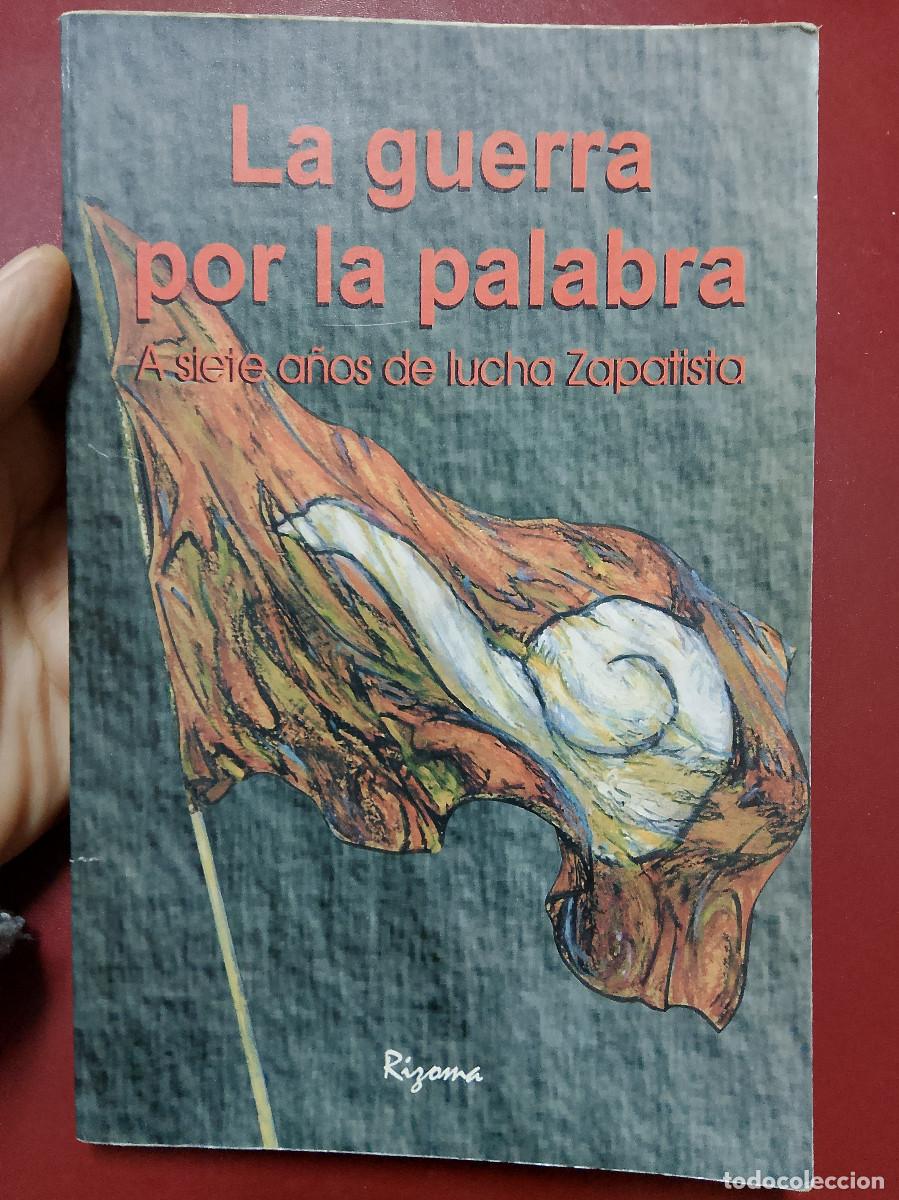 La guerra
por la palabra
A siete años de lucha Zapatista
Rizoma
todocoleccion